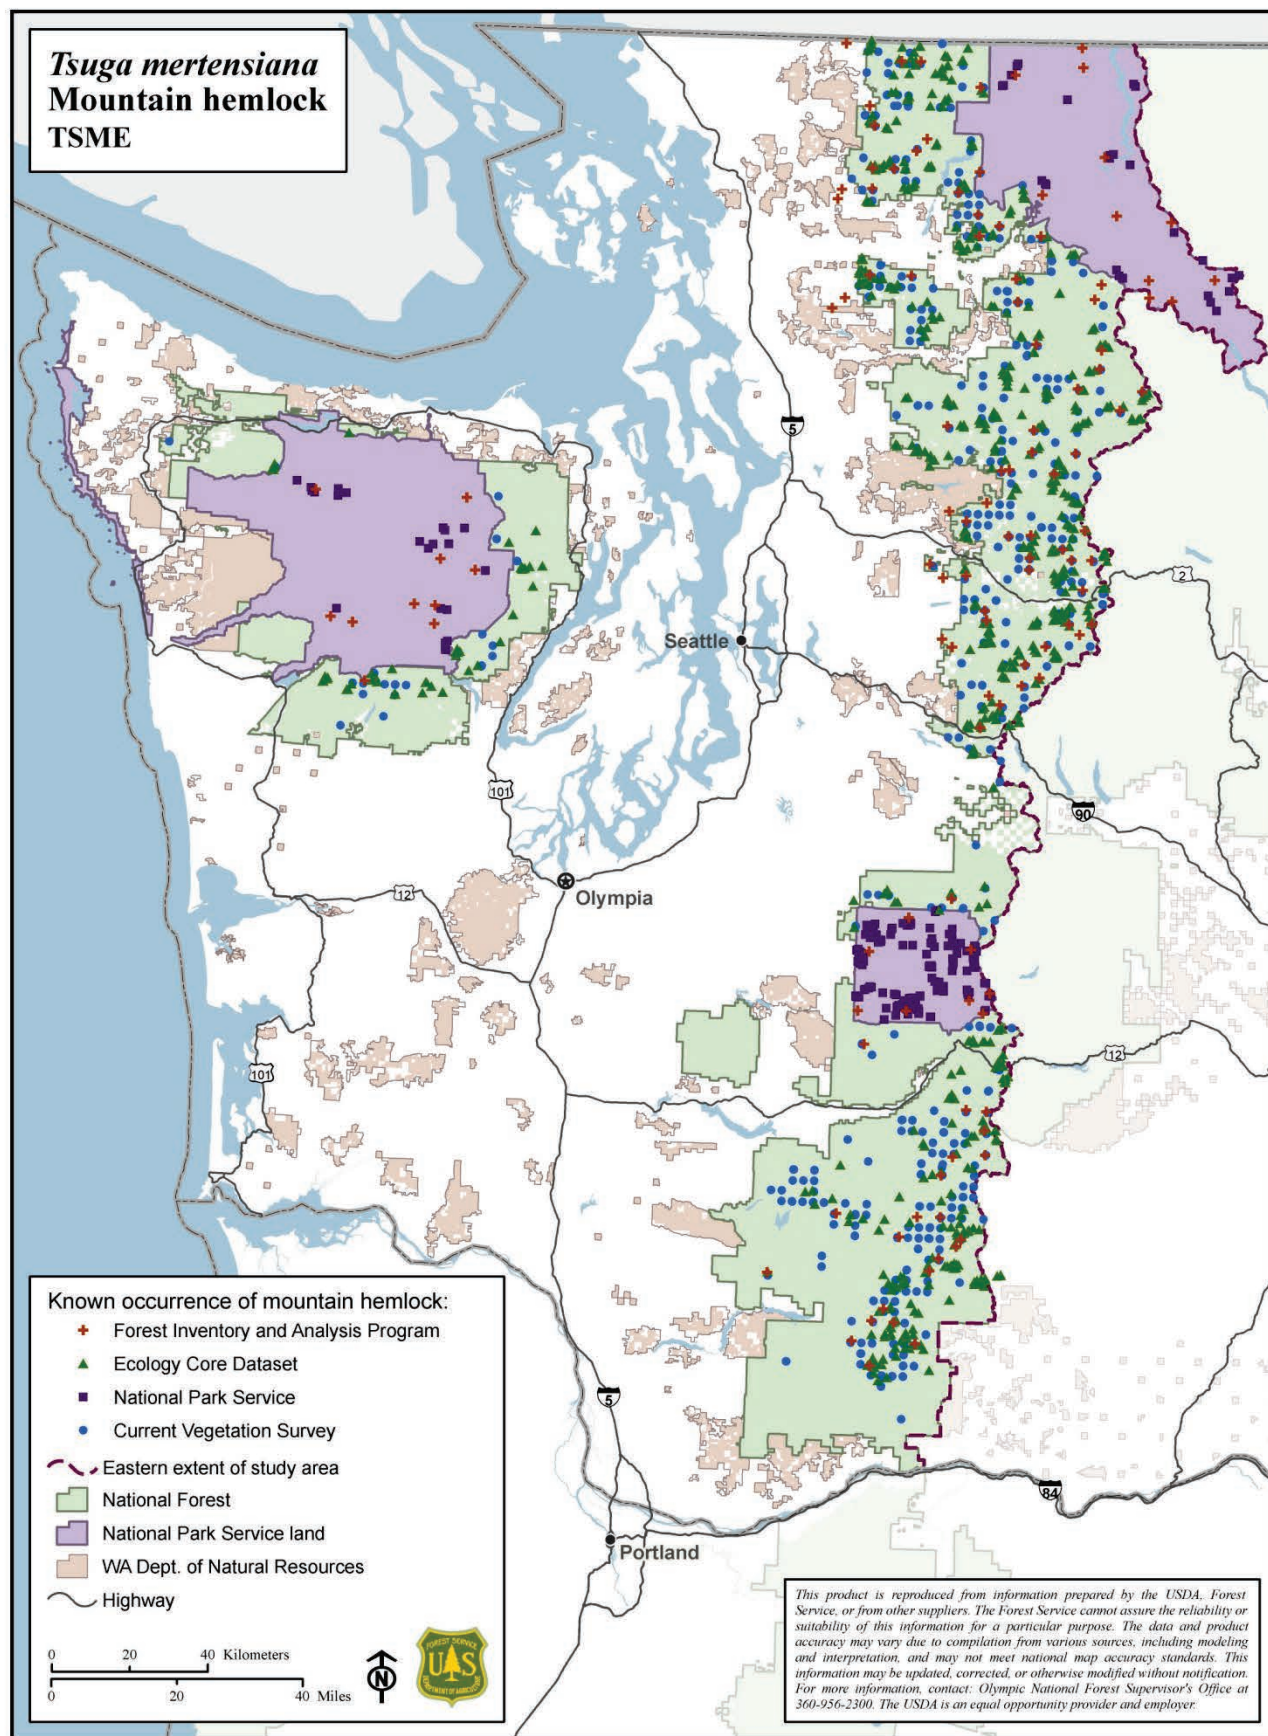 Tsuga mertensiana
Mountain hemlock
TSME
5
2
Seattle
101
90
12
Olympia
101
12
Known occurrence of mountain hemlock:
Forest Inventory and Analysis Program
Ecology Core Dataset
National Park Service
Current Vegetation Survey
Eastern extent of study area
National Forest
National Park Service land
WA Dept. of Natural Resources
Highway
0 20 40 Kilometers
0 20 40 Miles
N
FOREST SERVICE
U S
DEPARTMENT OF AGRICULTURE
5
84
Portland
This product is reproduced from information prepared by the USDA, Forest
Service, or from other suppliers. The Forest Service cannot assure the reliability or
suitability of this information for a particular purpose. The data and product
accuracy may vary due to compilation from various sources, including modeling
and interpretation, and may not meet national map accuracy standards. This
information may be updated, corrected, or otherwise modified without notification.
For more information, contact: Olympic National Forest Supervisor's Office at
360-956-2300. The USDA is an equal opportunity provider and employer.